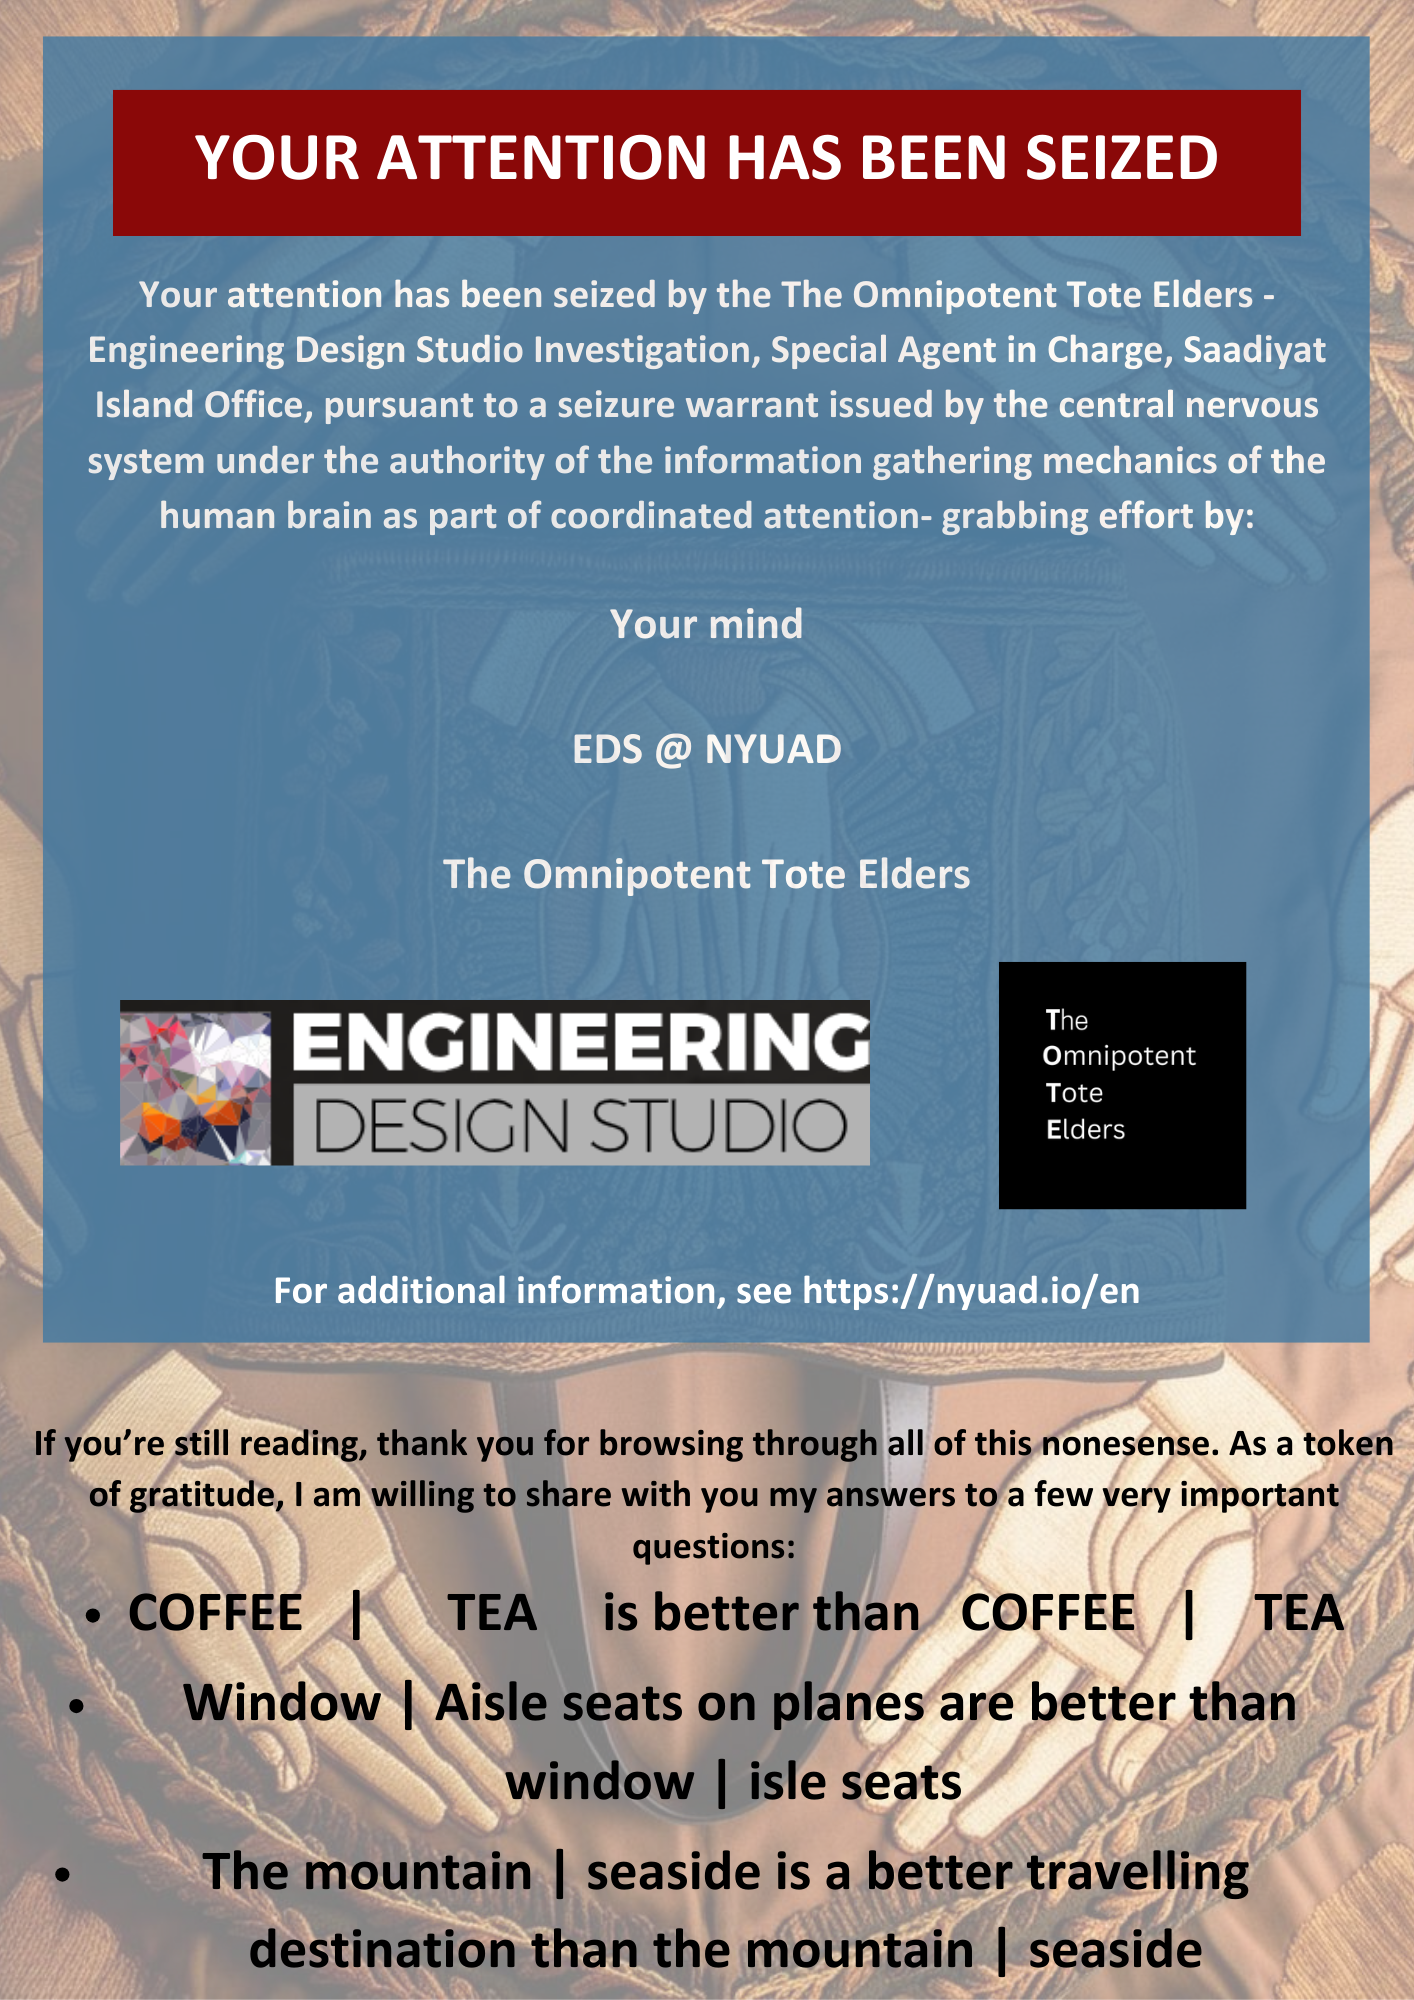 YOUR ATTENTION HAS BEEN SEIZED
Your attention has been seized by the The Omnipotent Tote Elders -
Engineering Design Studio Investigation, Special Agent in Charge, Saadiyat
Island Office, pursuant to a seizure warrant issued by the central nervous
system under the authority of the information gathering mechanics of the
human brain as part of coordinated attention- grabbing effort by:
Your mind
EDS @ NYUAD
The Omnipotent Tote Elders
ENGINEERING
DESIGN STUDIO
The
Omnipotent
Tote
Elders
For additional information, see https://nyuad.io/en
If you’re still reading, thank you for browsing through all of this nonesense. As a token
of gratitude, I am willing to share with you my answers to a few very important
questions:
• COFFEE | TEA is better than COFFEE | TEA
• Window | Aisle seats on planes are better than
window | isle seats
• The mountain | seaside is a better travelling
destination than the mountain | seaside